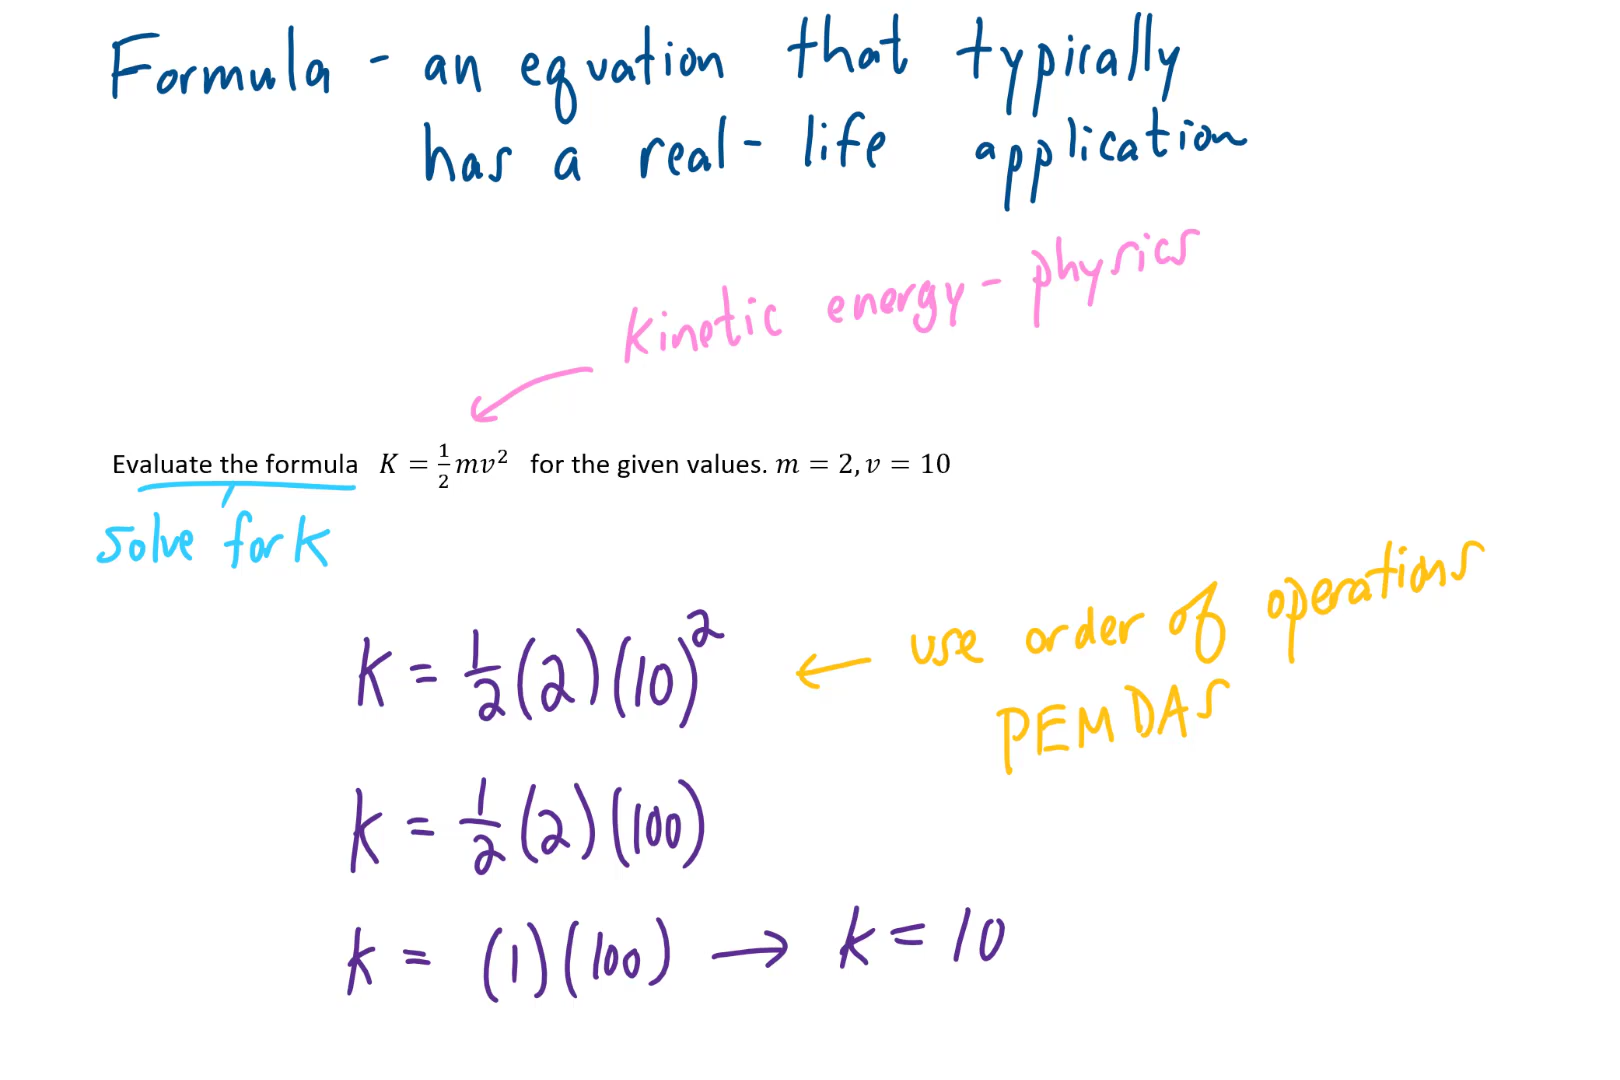 Formula - an equation that typically
has a real-life application
kinetic energy - physics
Evaluate the formula K = 1/2 mv² for the given values. m = 2, v = 10
solve for k
use order of operations
PEMDAS
K = 1/2 (2)(10)²
k = 1/2 (2)(100)
k = (1)(100) → k = 10